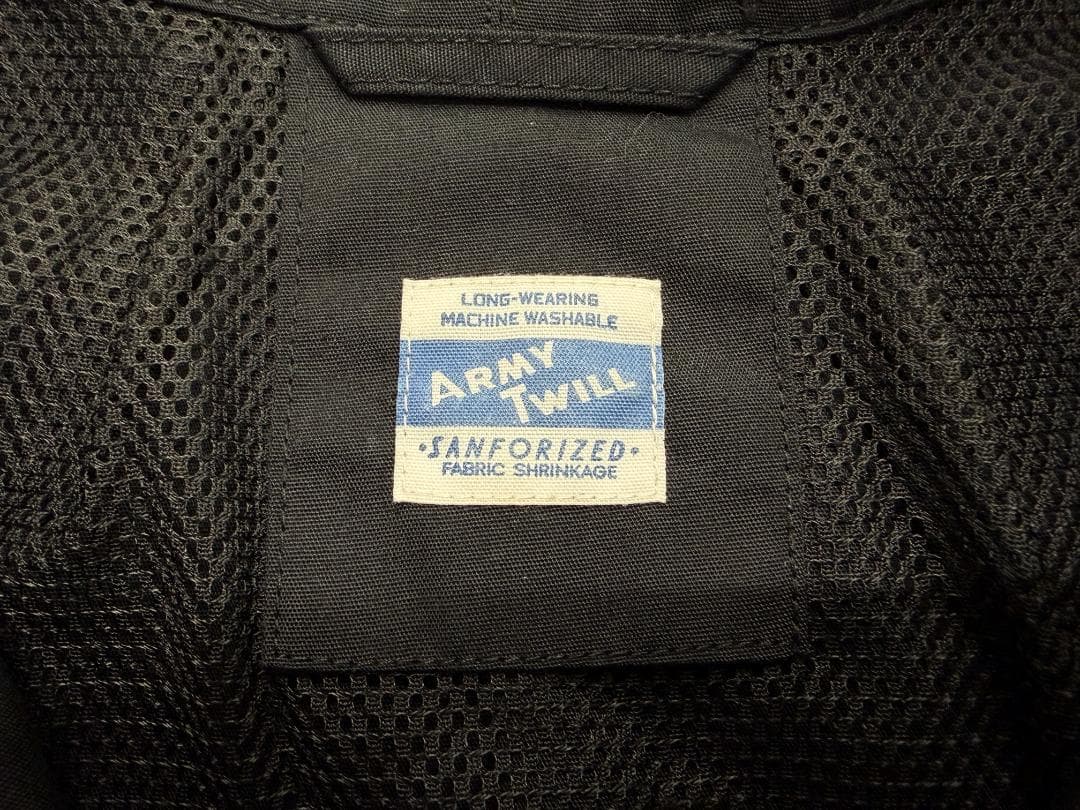 LONG-WEARING
MACHINE WASHABLE
ARMY
TWILL
•SANFORIZED•
FABRIC SHRINKAGE